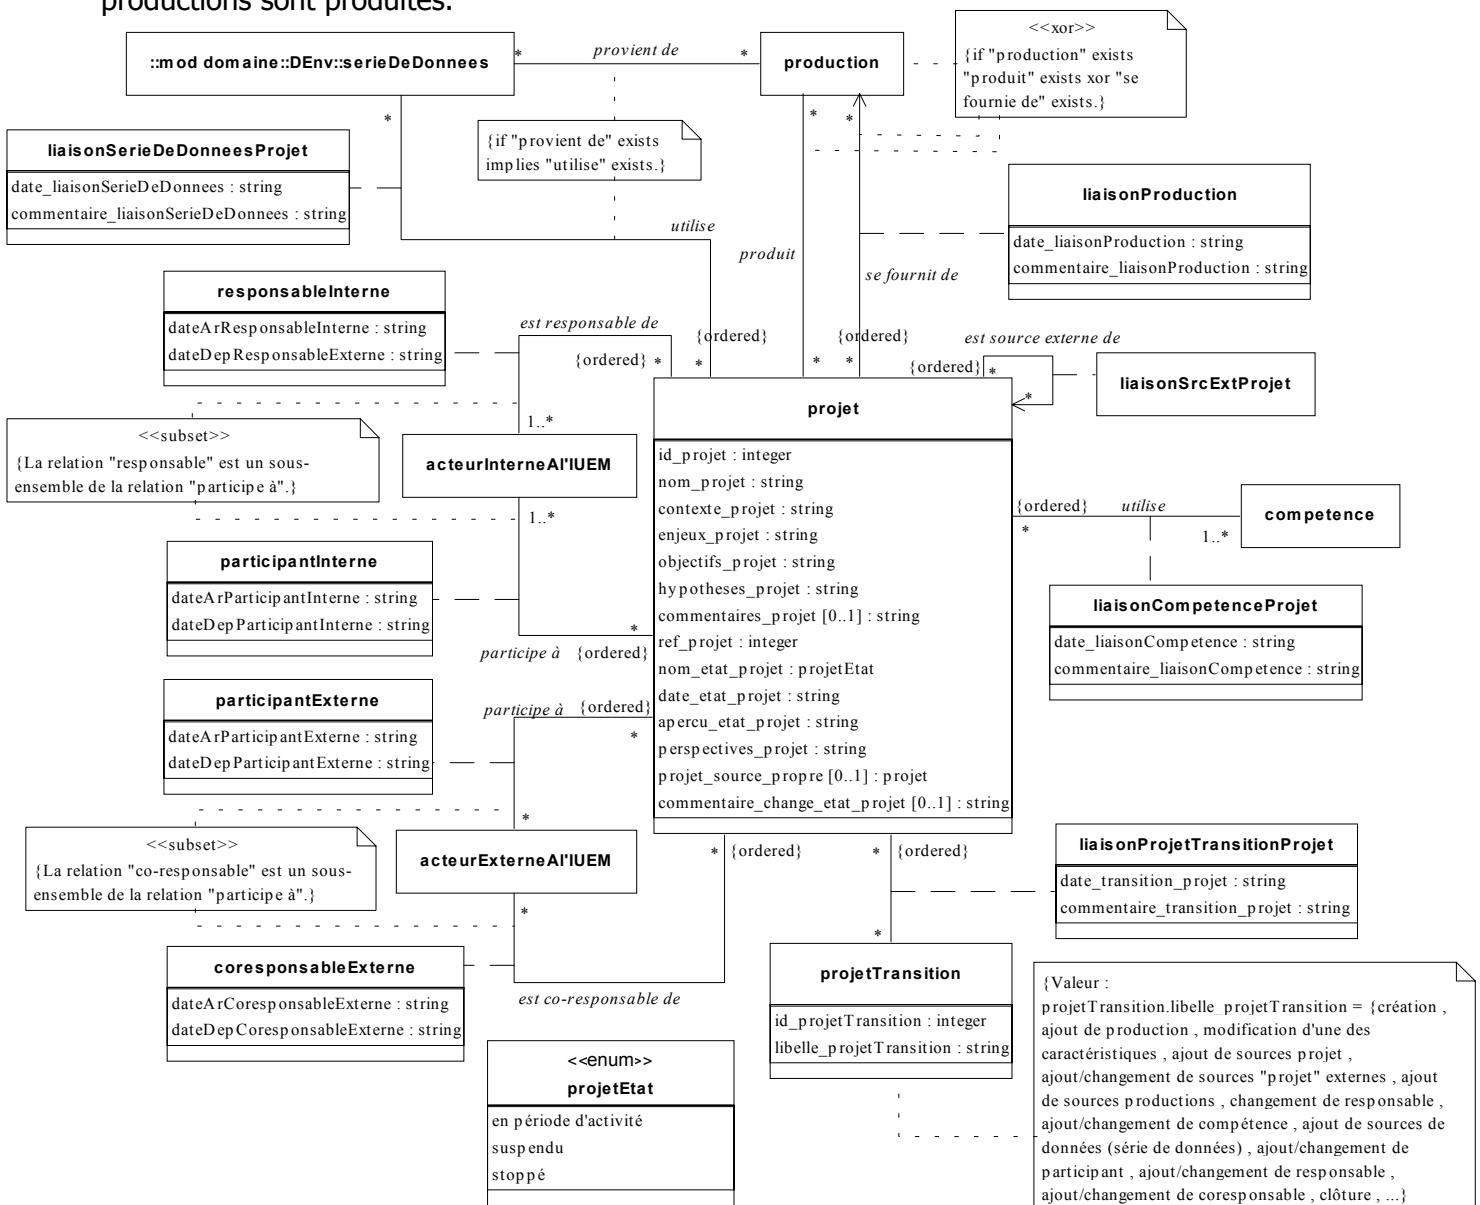 productions sont produites.
<<xor>>
{if "production" exists
"produit" exists xor "se
fournie de" exists.}
::mod domaine::DEnv::serieDeDonnees
*
provient de
*
production
*
{if "provient de" exists
implies "utilise" exists.}
*
*
liaisonSerieDeDonneesProjet
date_liaisonSerieDeDonnees : string
commentaire_liaisonSerieDeDonnees : string
liaisonProduction
date_liaisonProduction : string
commentaire_liaisonProduction : string
utilise
produit
se fournit de
responsableInterne
dateArResponsableInterne : string
dateDepResponsableExterne : string
est responsable de
{ordered} *
{ordered}
*
{ordered}
*
*
est source externe de
{ordered} *
*
liaisonSrcExtProjet
<<subset>>
{La relation "responsable" est un sous-
ensemble de la relation "participe à".}
1..*
acteurInterneAl'IUEM
1..*
projet
id_projet : integer
nom_projet : string
contexte_projet : string
enjeux_projet : string
objectifs_projet : string
hypotheses_projet : string
commentaires_projet [0..1] : string
ref_projet : integer
nom_etat_projet : projetEtat
date_etat_projet : string
apercu_etat_projet : string
perspectives_projet : string
projet_source_propre [0..1] : projet
commentaire_change_etat_projet [0..1] : string
{ordered}
*
utilise
1..*
competence
liaisonCompetenceProjet
date_liaisonCompetence : string
commentaire_liaisonCompetence : string
participantInterne
dateArParticipantInterne : string
dateDepParticipantInterne : string
*
participe à {ordered}
participantExterne
dateArParticipantExterne : string
dateDepParticipantExterne : string
participe à {ordered}
*
*
<<subset>>
{La relation "co-responsable" est un sous-
ensemble de la relation "participe à".}
acteurExterneAl'IUEM
*
* {ordered}
* {ordered}
liaisonProjetTransitionProjet
date_transition_projet : string
commentaire_transition_projet : string
coresponsableExterne
dateArCoresponsableExterne : string
dateDepCoresponsableExterne : string
est co-responsable de
*
projetTransition
id_projetTransition : integer
libelle_projetTransition : string
<<enum>>
projetEtat
en période d'activité
suspendu
stoppé
{Valeur :
projetTransition.libelle_projetTransition = {création ,
ajout de production , modification d'une des
caractéristiques , ajout de sources projet ,
ajout/changement de sources "projet" externes , ajout
de sources productions , changement de responsable ,
ajout/changement de compétence , ajout de sources de
données (série de données) , ajout/changement de
participant , ajout/changement de responsable ,
ajout/changement de coresponsable , clôture , ...}